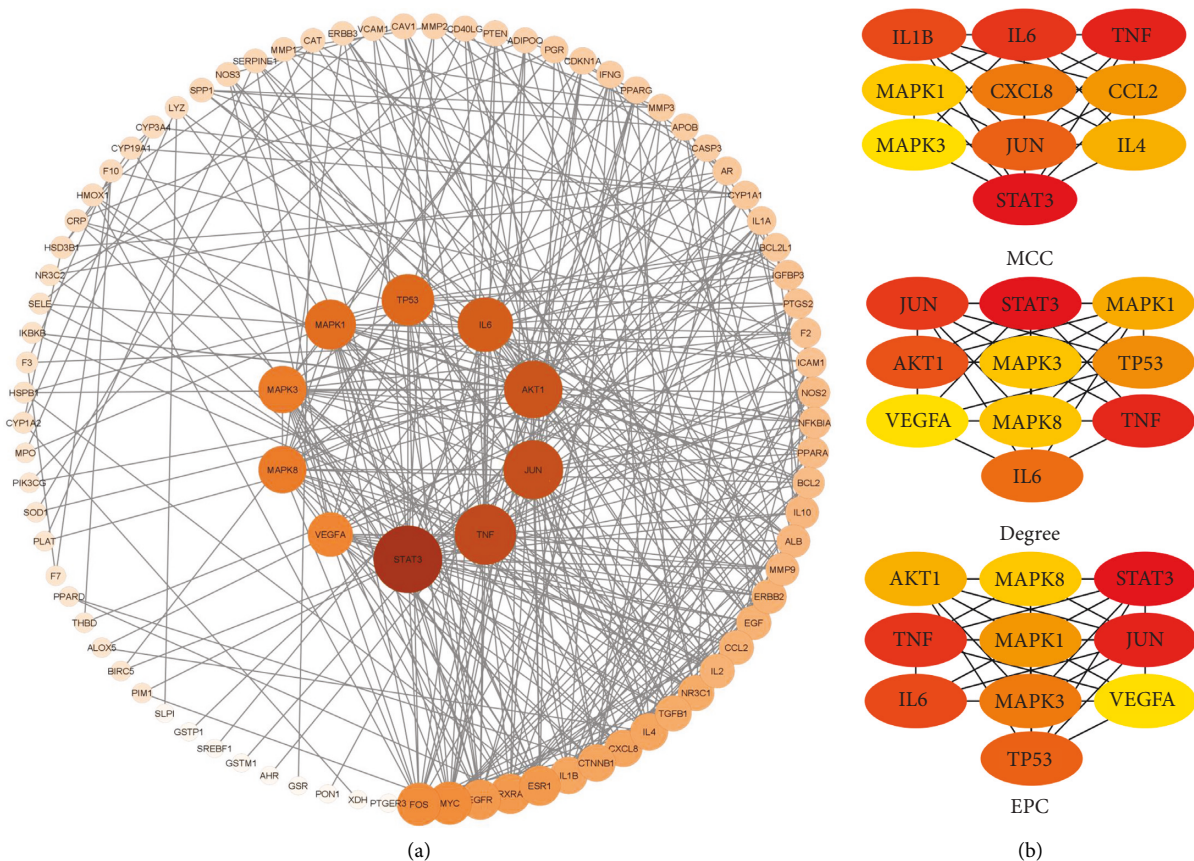 VCAM1
CAV1
MMP2
CD40LG
PTEN
ADIPOQ
PGR
CDKN1A
IFNG
PPARG
MMP3
APOB
CASP3
AR
CYP1A1
IL1A
BCL2L1
IGFBP3
PTGS2
F2
ICAM1
NOS2
NFKBIA
PPARA
BCL2
IL10
ALB
MMP9
ERBB2
EGF
CCL2
IL2
NR3C1
TGFB1
IL4
CXCL8
CTNNB1
IL1B
ESR1
RXRA
EGFR
MYC
FOS
PTGER3
XDH
PON1
GSR
AHR
GSTM1
SREBF1
GSTP1
SLPI
PIM1
BIRC5
ALOX5
THBD
PPARD
F7
PLAT
SOD1
PIK3CG
MPO
CYP1A2
HSPB1
F3
IKBKB
SELE
NR3C2
HSD3B1
CRP
HMOX1
F10
CYP19A1
CYP3A4
LYZ
SPP1
NOS3
SERPINE1
MMP1
CAT
ERBB3
TP53
IL6
AKT1
JUN
TNF
STAT3
VEGFA
MAPK8
MAPK3
MAPK1
(a)
IL1B IL6 TNF
MAPK1 CXCL8 CCL2
MAPK3 JUN IL4
STAT3
MCC
JUN STAT3 MAPK1
AKT1 MAPK3 TP53
VEGFA MAPK8 TNF
IL6
Degree
AKT1 MAPK8 STAT3
TNF MAPK1 JUN
IL6 MAPK3 VEGFA
TP53
EPC
(b)